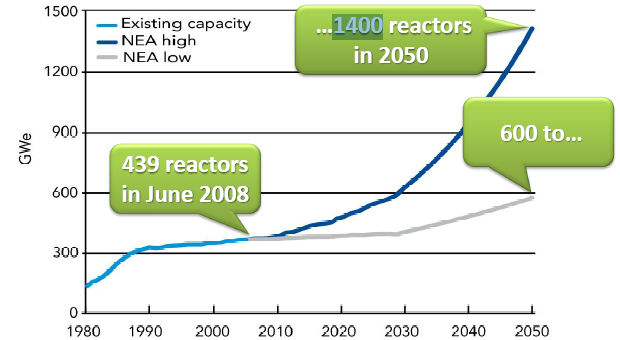 1500
1200
900
600
300
0
GWe
Existing capacity
NEA high
NEA low
...1400 reactors
in 2050
600 to...
439 reactors
in June 2008
1980 1990 2000 2010 2020 2030 2040 2050